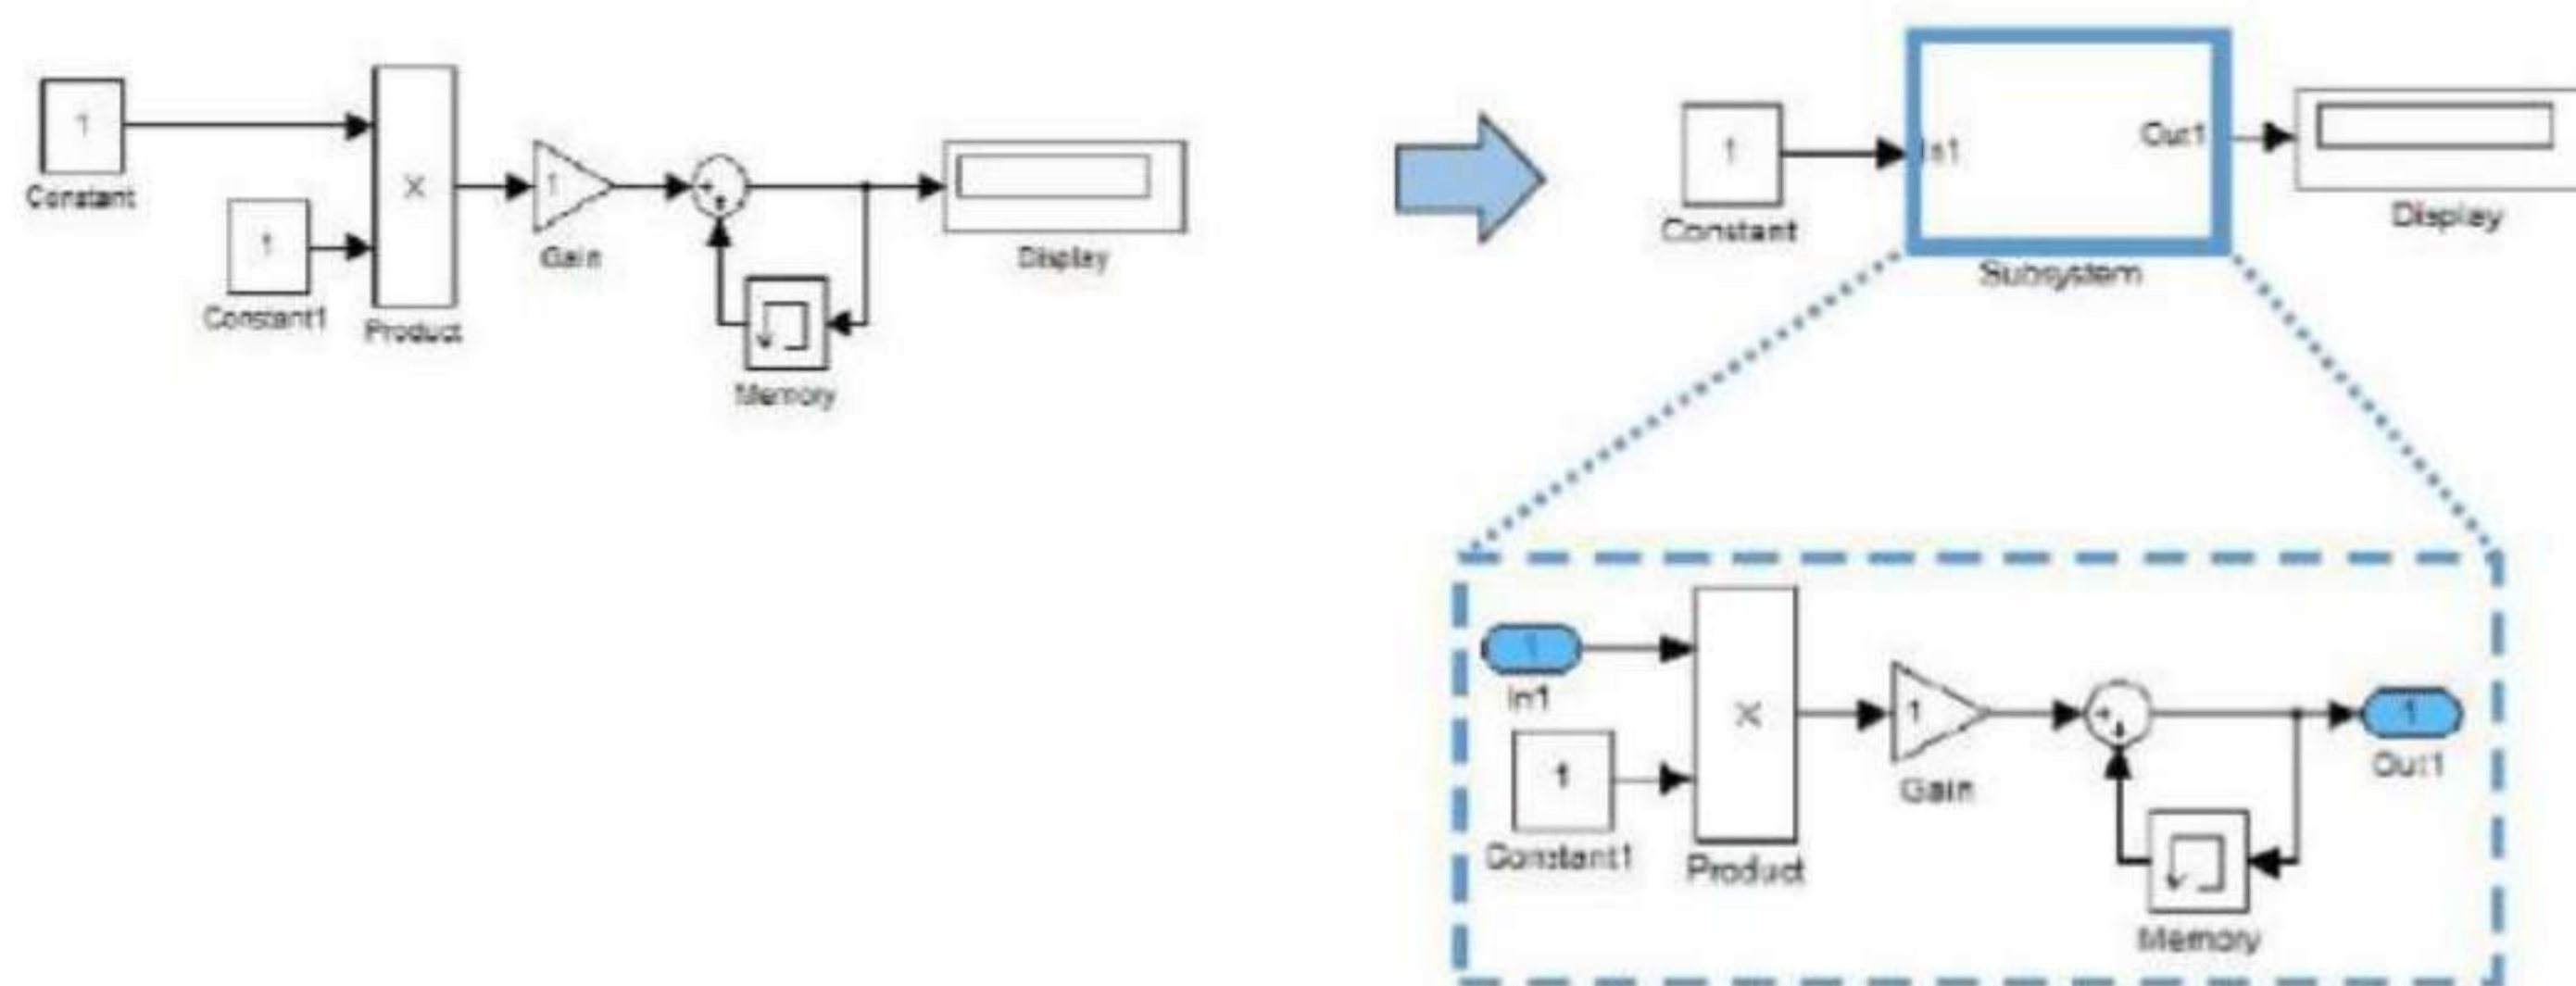 1
Constant
1
Constant1
×
Product
1
Gain
+
+
Display
Memory
1
Constant
In1
Out1
Subsystem
Display
1
In1
1
Constant1
×
Product
1
Gain
+
1
Out1
Memory